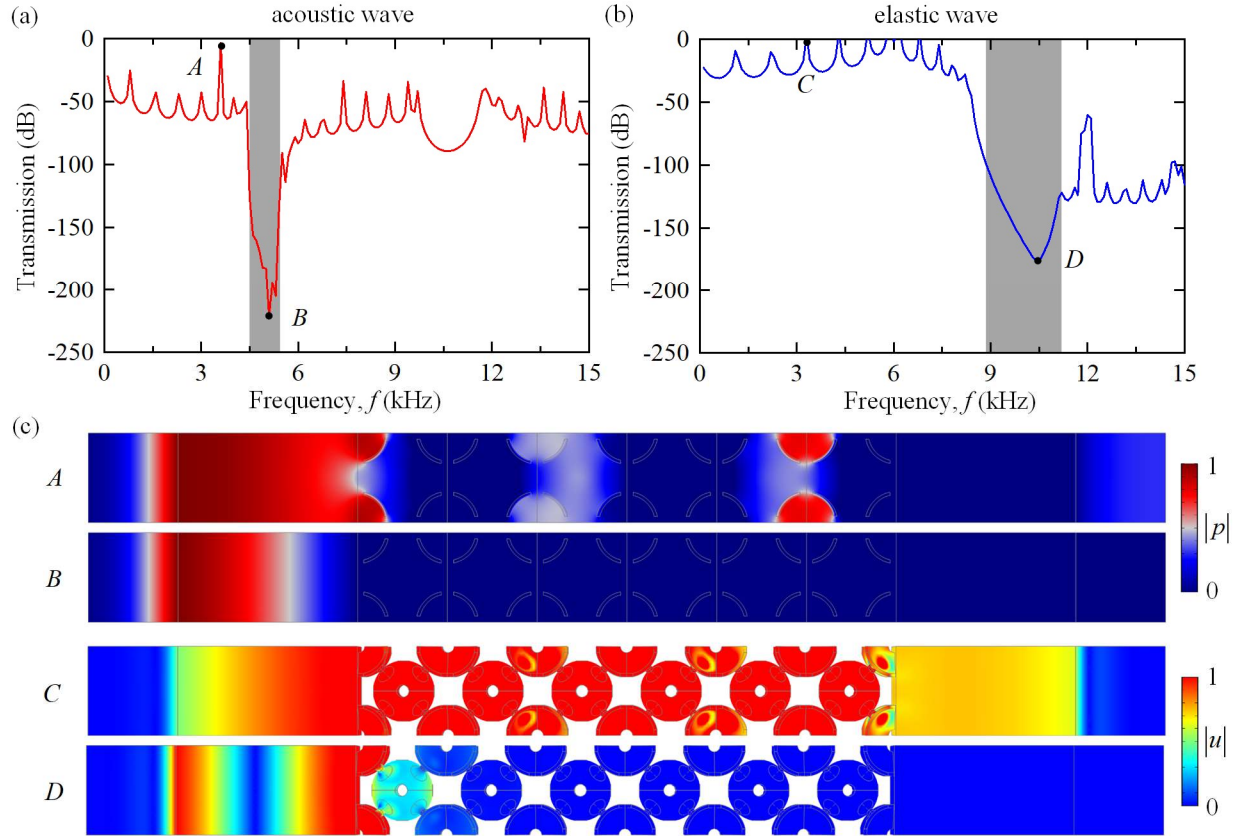 (a)
acoustic wave
0
-50
-100
-150
-200
-250
Transmission (dB)
A
B
0
3
6
9
12
15
Frequency, f (kHz)
(b)
elastic wave
0
-50
-100
-150
-200
-250
Transmission (dB)
C
D
0
3
6
9
12
15
Frequency, f (kHz)
(c)
A
B
1
|p|
0
C
D
1
|u|
0